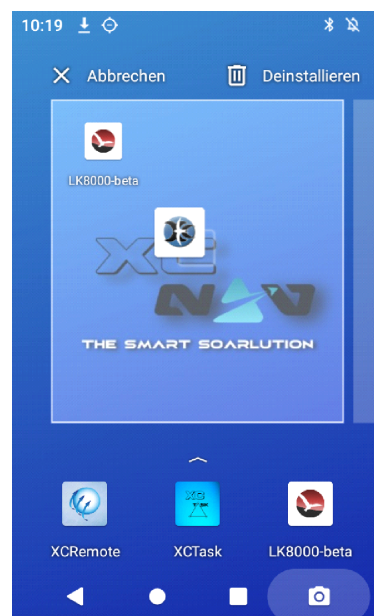 10:19
Abbrechen Deinstallieren
LK8000-beta
XC
NAV
THE SMART SOARLUTION
XCRemote XCTask LK8000-beta